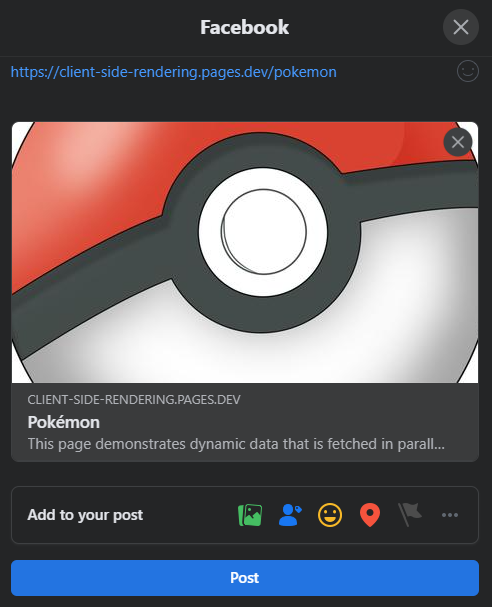 Facebook
https://client-side-rendering.pages.dev/pokemon
CLIENT-SIDE-RENDERING.PAGES.DEV
Pokémon
This page demonstrates dynamic data that is fetched in parall...
Add to your post
Post